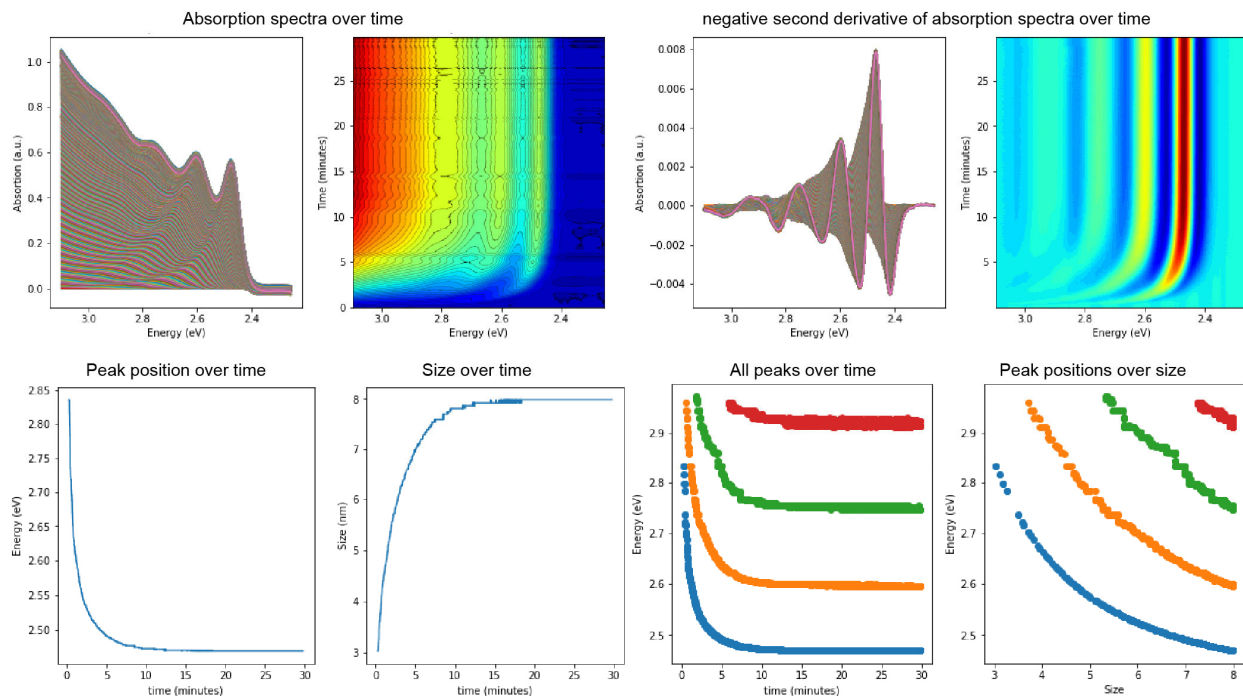 Absorption spectra over time
negative second derivative of absorption spectra over time
Absortion (a.u.)
1.0
0.8
0.6
0.4
0.2
0.0
3.0 2.8 2.6 2.4
Energy (eV)
Time (minutes)
25
20
15
10
5
0
3.0 2.8 2.6 2.4
Energy (eV)
Absortion (a.u.)
0.008
0.006
0.004
0.002
0.000
−0.002
−0.004
3.0 2.8 2.6 2.4
Energy (eV)
Time (minutes)
25
20
15
10
5
3.0 2.8 2.6 2.4
Energy (eV)
Peak position over time
Size over time
All peaks over time
Peak positions over size
Energy (eV)
2.85
2.80
2.75
2.70
2.65
2.60
2.55
2.50
0 5 10 15 20 25 30
time (minutes)
Size (nm)
8
7
6
5
4
3
0 5 10 15 20 25 30
time (minutes)
Energy (eV)
2.9
2.8
2.7
2.6
2.5
0 5 10 15 20 25 30
time (minutes)
Energy (eV)
2.9
2.8
2.7
2.6
2.5
3 4 5 6 7 8
Size